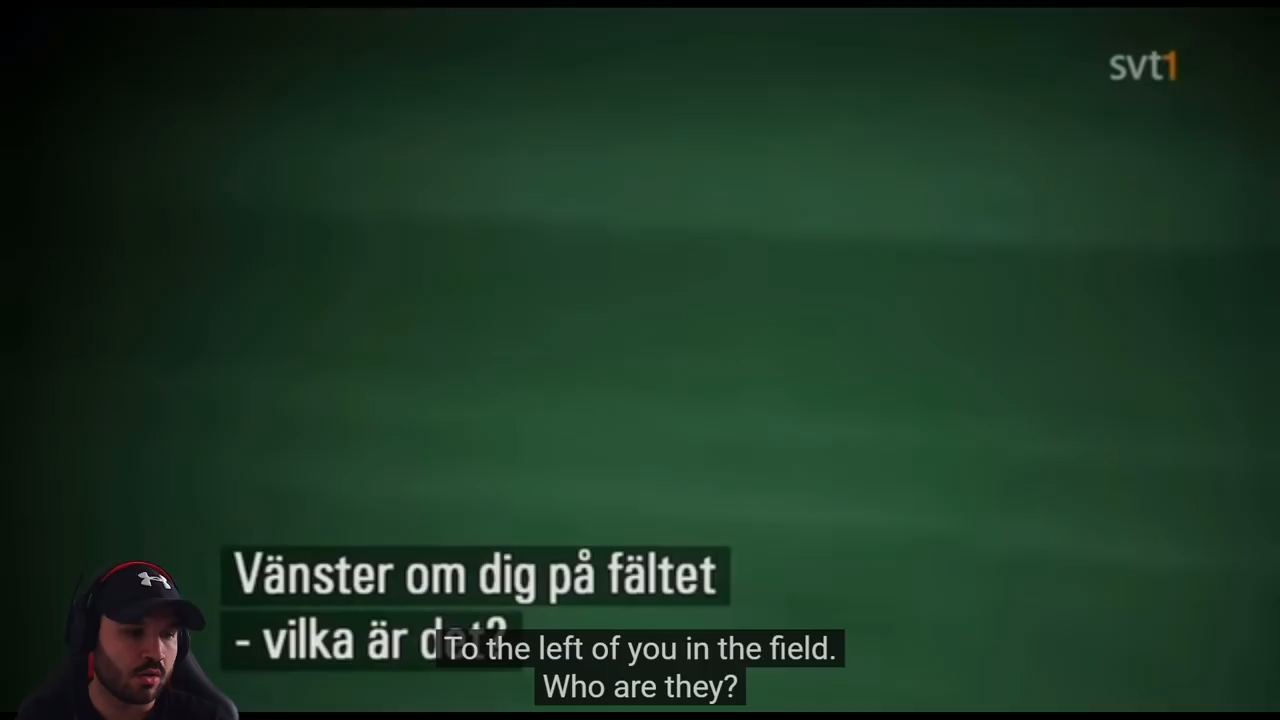 svt1
Vänster om dig på fältet
- vilka är det?
To the left of you in the field.
Who are they?